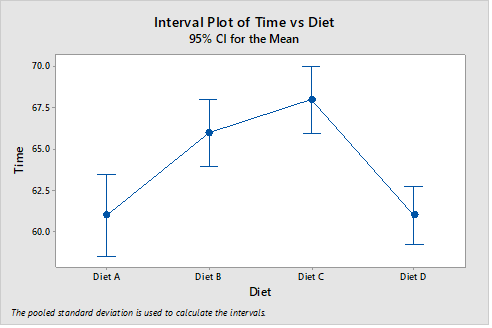 Interval Plot of Time vs Diet
95% CI for the Mean
70.0
67.5
65.0
62.5
60.0
Time
Diet A Diet B Diet C Diet D
Diet
The pooled standard deviation is used to calculate the intervals.